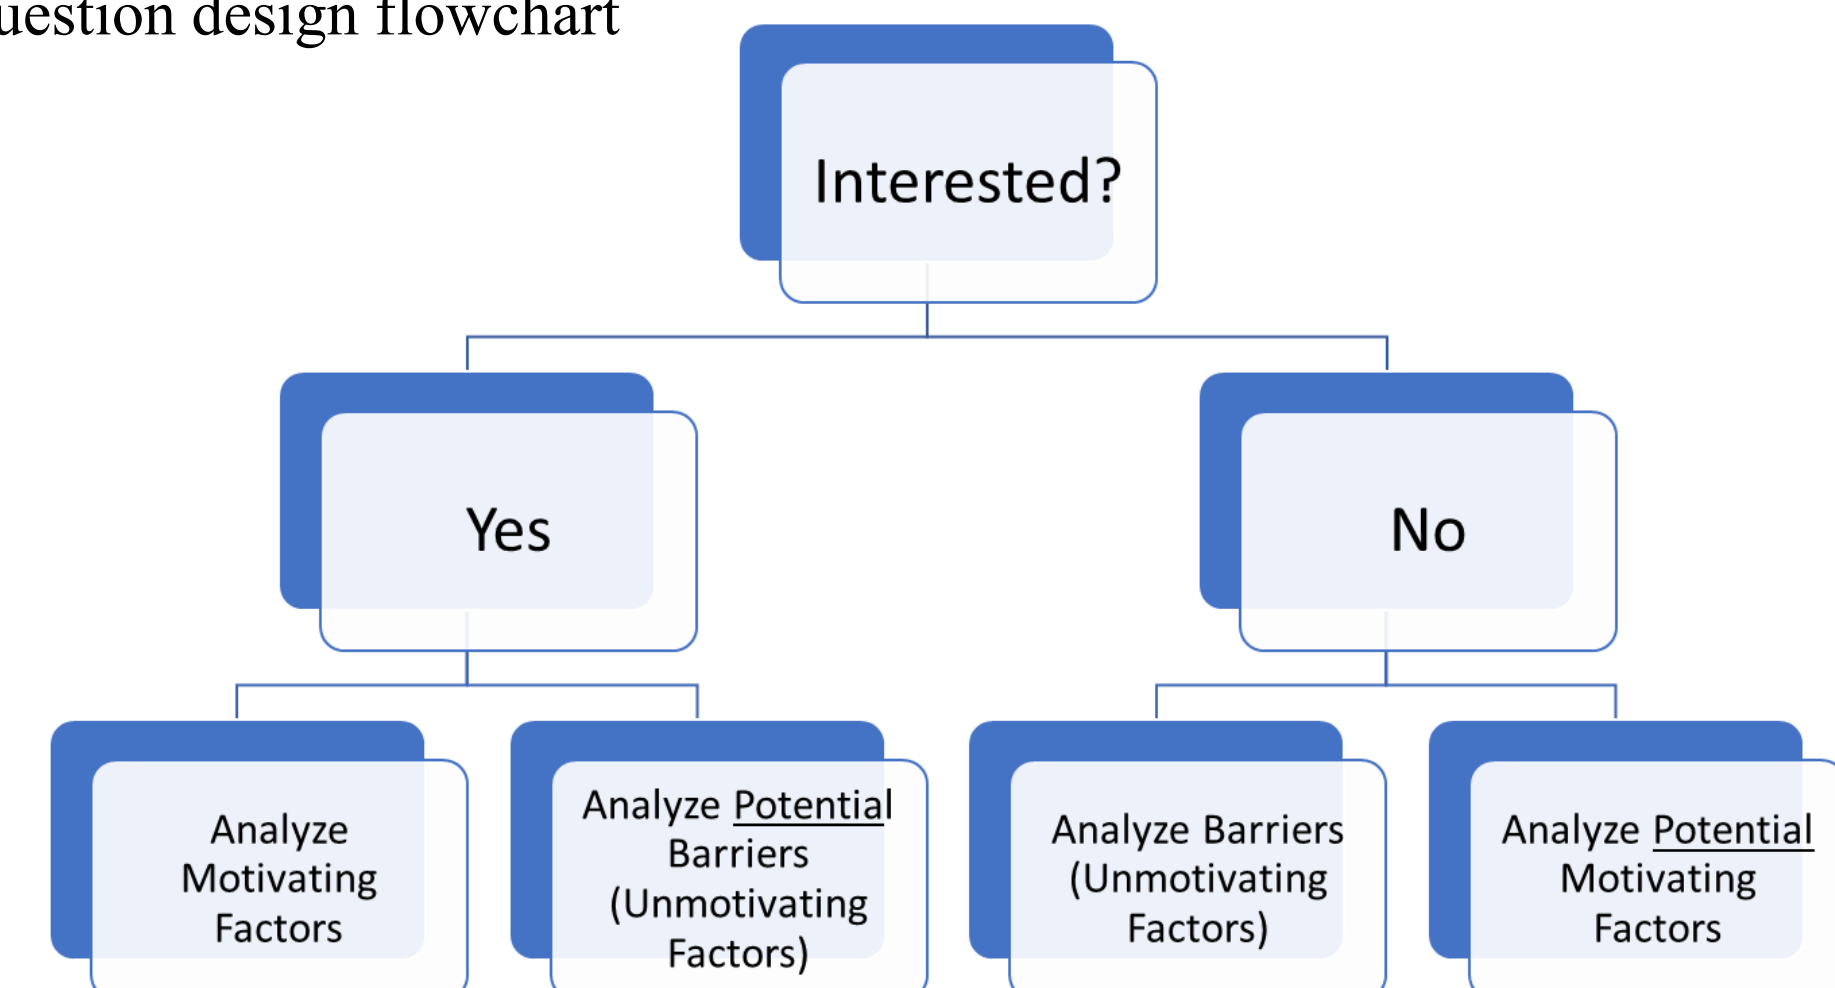 design flowchart
Interested?
Yes
No
Analyze
Motivating
Factors
Analyze Potential
Barriers
(Unmotivating
Factors)
Analyze Barriers
(Unmotivating
Factors)
Analyze Potential
Motivating
Factors